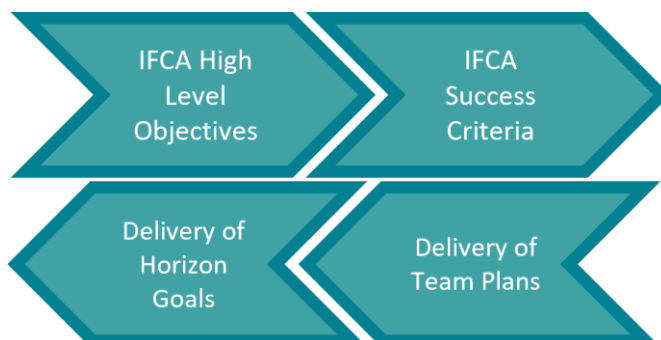 IFCA High
Level
Objectives
IFCA
Success
Criteria
Delivery of
Horizon
Goals
Delivery of
Team Plans